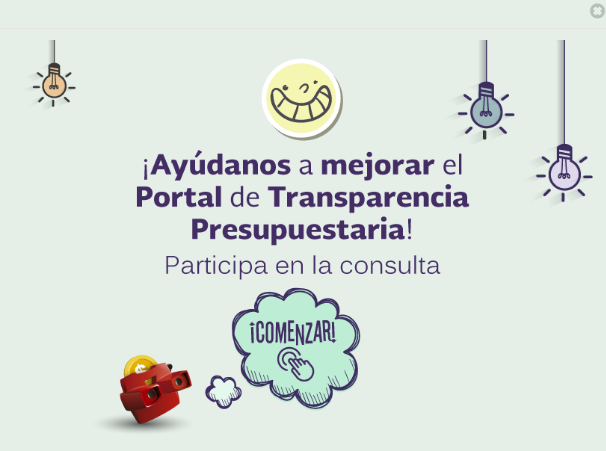 ¡Ayúdanos a mejorar el
Portal de Transparencia
Presupuestaria!
Participa en la consulta
¡COMENZAR!